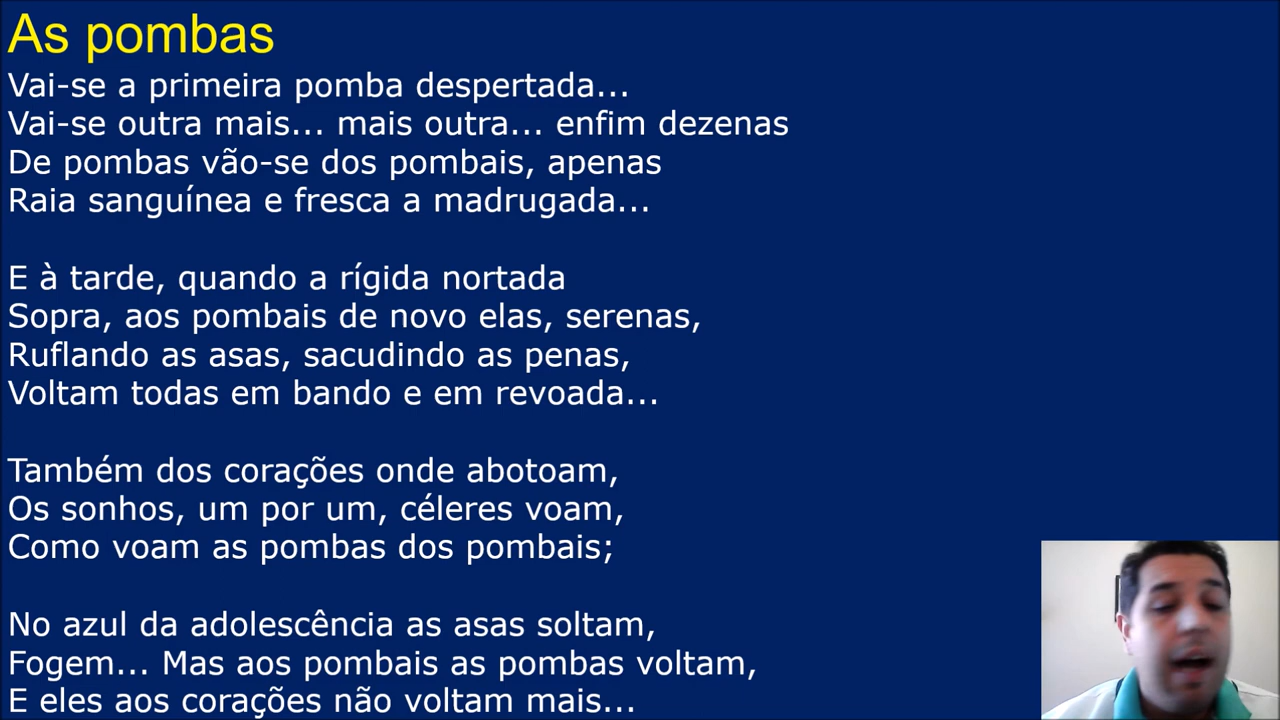 As pombas
Vai-se a primeira pomba despertada...
Vai-se outra mais... mais outra... enfim dezenas
De pombas vão-se dos pombais, apenas
Raia sanguínea e fresca a madrugada...
E à tarde, quando a rígida nortada
Sopra, aos pombais de novo elas, serenas,
Ruflando as asas, sacudindo as penas,
Voltam todas em bando e em revoada...
Também dos corações onde abotoam,
Os sonhos, um por um, céleres voam,
Como voam as pombas dos pombais;
No azul da adolescência as asas soltam,
Fogem... Mas aos pombais as pombas voltam,
E eles aos corações não voltam mais...